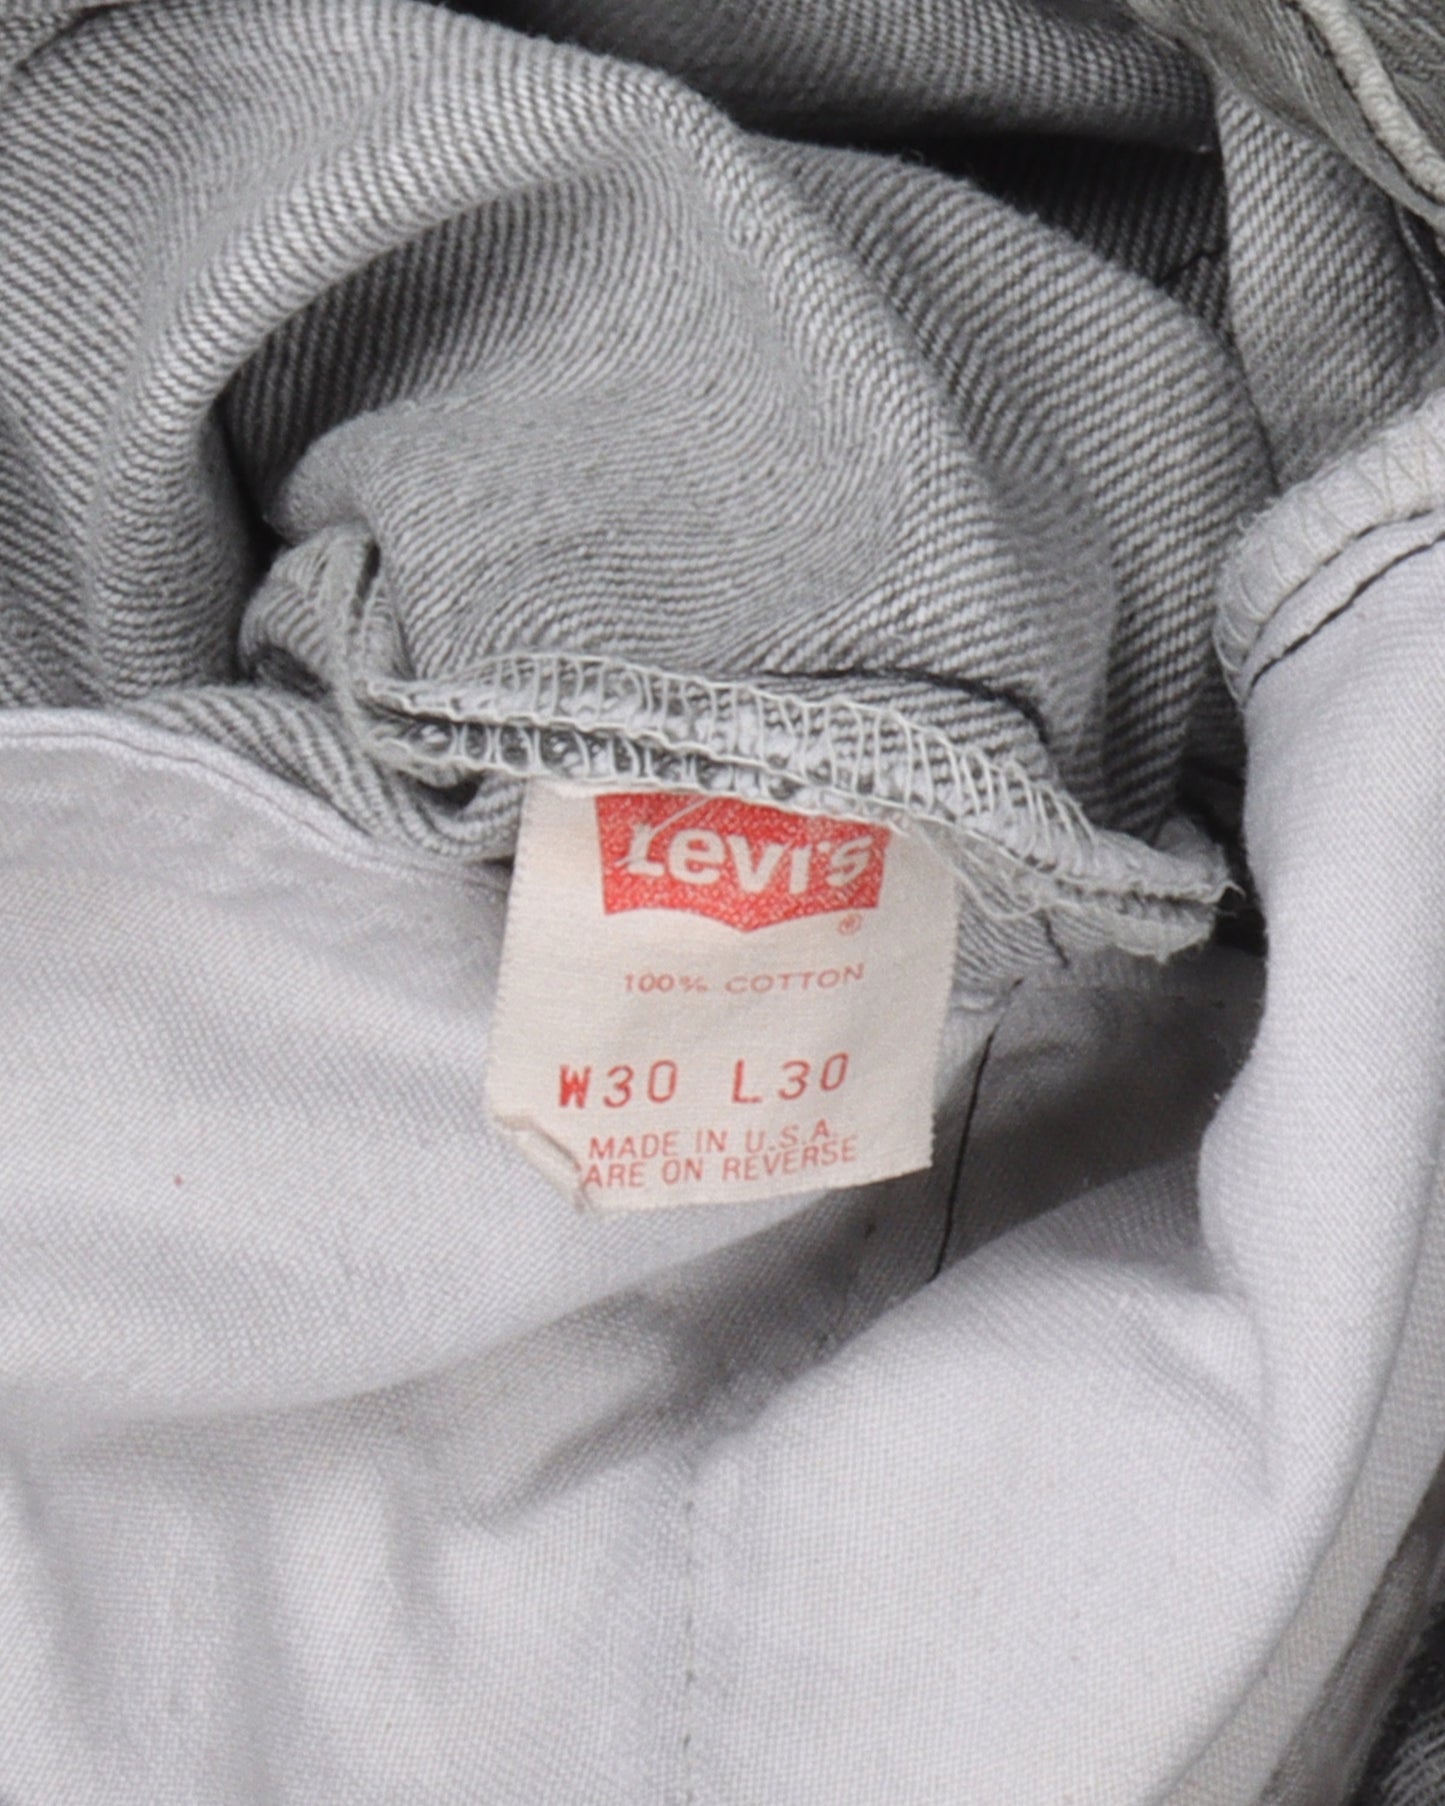 Levi's
®
100% COTTON
W30 L30
MADE IN U.S.A.
ARE ON REVERSE